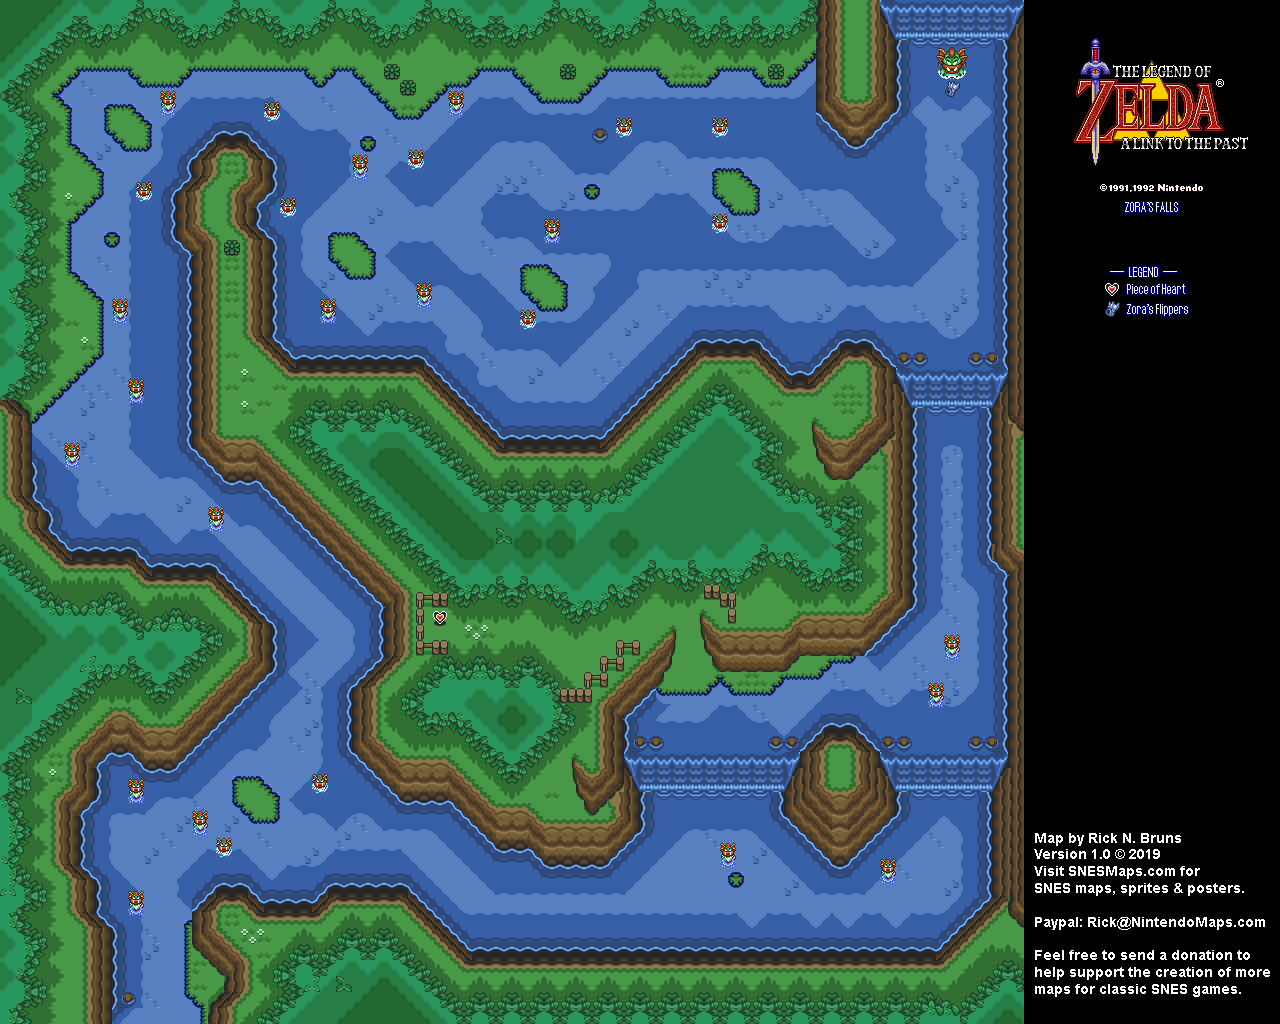 THE LEGEND OF
ZELDA®
A LINK TO THE PAST
©1991,1992 Nintendo
ZORA'S FALLS
LEGEND
Piece of Heart
Zora's Flippers
Map by Rick N. Bruns
Version 1.0 © 2019
Visit SNESMaps.com for
SNES maps, sprites & posters.
Paypal: Rick@NintendoMaps.com
Feel free to send a donation to
help support the creation of more
maps for classic SNES games.